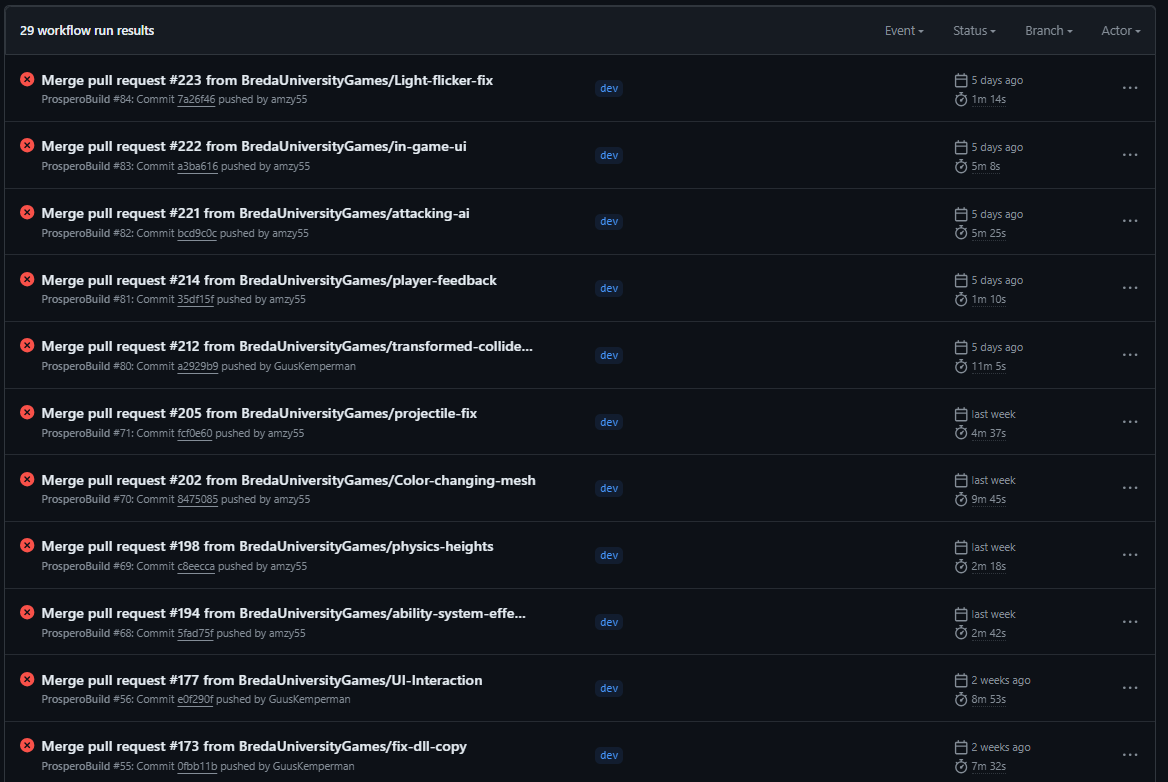 29 workflow run results
Event Status Branch Actor
Merge pull request #223 from BredaUniversityGames/Light-flicker-fix
dev
5 days ago
ProsperoBuild #84: Commit 7a26f46 pushed by amzy55
1m 14s
Merge pull request #222 from BredaUniversityGames/in-game-ui
dev
5 days ago
ProsperoBuild #83: Commit a3ba616 pushed by amzy55
5m 8s
Merge pull request #221 from BredaUniversityGames/attacking-ai
dev
5 days ago
ProsperoBuild #82: Commit bcd9c0c pushed by amzy55
5m 25s
Merge pull request #214 from BredaUniversityGames/player-feedback
dev
5 days ago
ProsperoBuild #81: Commit 35df15f pushed by amzy55
1m 10s
Merge pull request #212 from BredaUniversityGames/transformed-collide...
dev
5 days ago
ProsperoBuild #80: Commit a2929b9 pushed by GuusKemperman
11m 5s
Merge pull request #205 from BredaUniversityGames/projectile-fix
dev
last week
ProsperoBuild #71: Commit fcf0e60 pushed by amzy55
4m 37s
Merge pull request #202 from BredaUniversityGames/Color-changing-mesh
dev
last week
ProsperoBuild #70: Commit 8475085 pushed by amzy55
9m 45s
Merge pull request #198 from BredaUniversityGames/physics-heights
dev
last week
ProsperoBuild #69: Commit c8eecca pushed by amzy55
2m 18s
Merge pull request #194 from BredaUniversityGames/ability-system-effe...
dev
last week
ProsperoBuild #68: Commit 5fad75f pushed by amzy55
2m 42s
Merge pull request #177 from BredaUniversityGames/UI-Interaction
dev
2 weeks ago
ProsperoBuild #56: Commit e0f290f pushed by GuusKemperman
8m 53s
Merge pull request #173 from BredaUniversityGames/fix-dll-copy
dev
2 weeks ago
ProsperoBuild #55: Commit 0fbb11b pushed by GuusKemperman
7m 32s